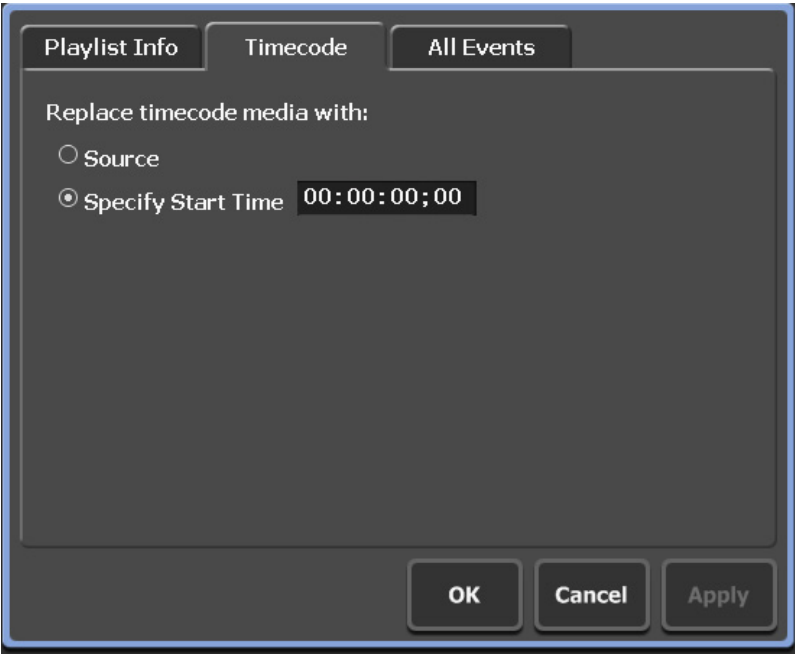 Playlist Info Timecode All Events
Replace timecode media with:
Source
Specify Start Time 00:00:00;00
OK Cancel Apply